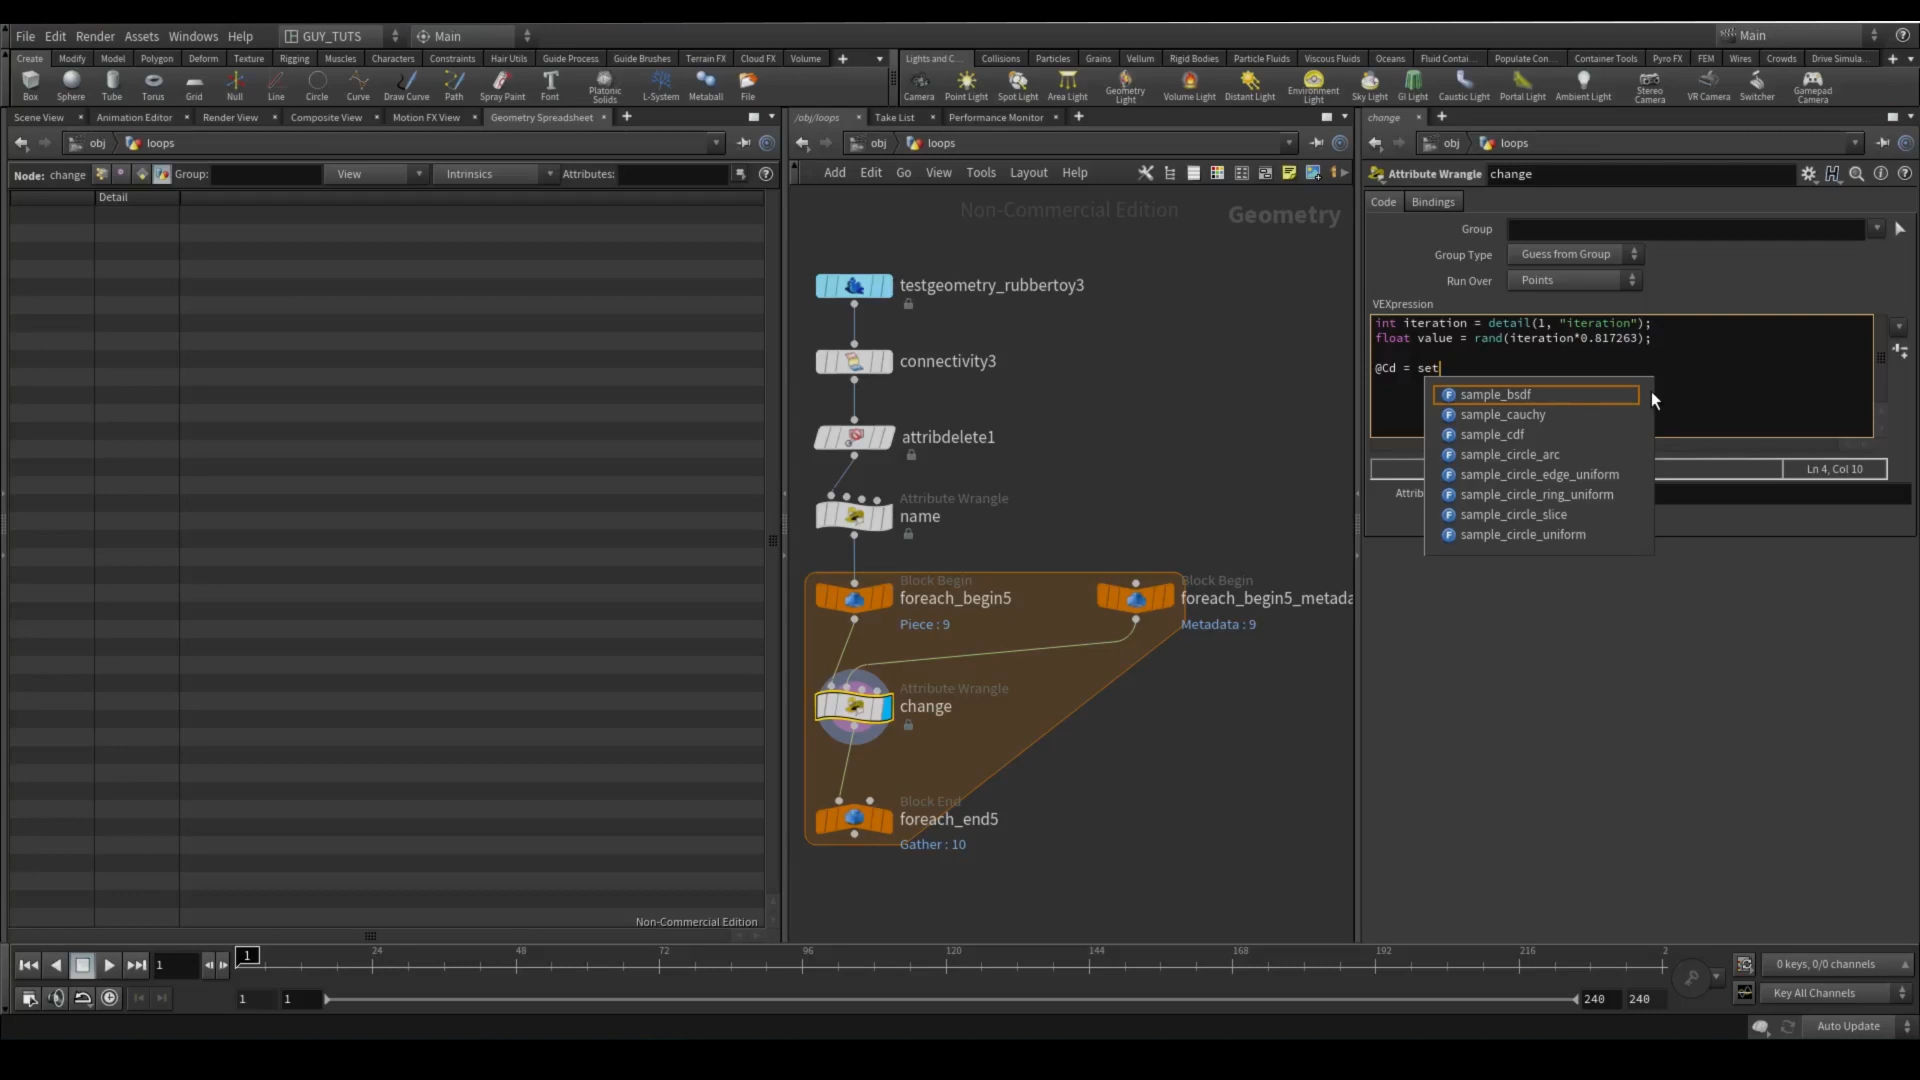 File Edit Render Assets Windows Help GUY_TUTS Main Main
Create Modify Model Polygon Deform Texture Rigging Muscles Characters Constraints Hair Utils Guide Process Guide Brushes Terrain FX Cloud FX Volume
Lights and C... Collisions Particles Grains Vellum Rigid Bodies Particle Fluids Viscous Fluids Oceans Fluid Contai... Populate Con... Container Tools Pyro FX FEM Wires Crowds Drive Simula...
Box Sphere Tube Torus Grid Null Line Circle Curve Draw Curve Path Spray Paint Font Platonic Solids L-System Metaball File
Camera Point Light Spot Light Area Light Geometry Light Volume Light Distant Light Environment Light Sky Light GI Light Caustic Light Portal Light Ambient Light Stereo Camera VR Camera Switcher Gamepad Camera
Scene View Animation Editor Render View Composite View Motion FX View Geometry Spreadsheet
/obj/loops Take List Performance Monitor
change
obj loops
obj loops
obj loops
Node: change Group: View Intrinsics Attributes:
Detail
Add Edit Go View Tools Layout Help
Non-Commercial Edition Geometry
Attribute Wrangle change
Code Bindings
Group
Group Type Guess from Group
Run Over Points
VEXpression
int iteration = detail(1, "iteration");
float value = rand(iteration*0.817263);
@Cd = set
sample_bsdf
sample_cauchy
sample_cdf
sample_circle_arc
sample_circle_edge_uniform
sample_circle_ring_uniform
sample_circle_slice
sample_circle_uniform
Ln 4, Col 10
Attrib
testgeometry_rubbertoy3
connectivity3
attribdelete1
Attribute Wrangle
name
Block Begin
foreach_begin5
Piece : 9
Block Begin
foreach_begin5_metada
Metadata : 9
Attribute Wrangle
change
Block End
foreach_end5
Gather : 10
Non-Commercial Edition
1 1 24 48 72 96 120 144 168 192 216 2
0 keys, 0/0 channels
1 1 240 240 Key All Channels
Auto Update